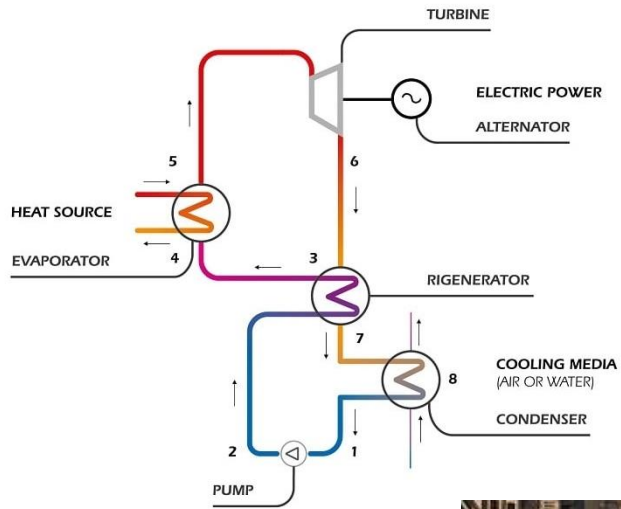 TURBINE
ELECTRIC POWER
ALTERNATOR
6
5
HEAT SOURCE
EVAPORATOR
4
3
RIGENERATOR
7
COOLING MEDIA
(AIR OR WATER)
8
CONDENSER
2
1
PUMP